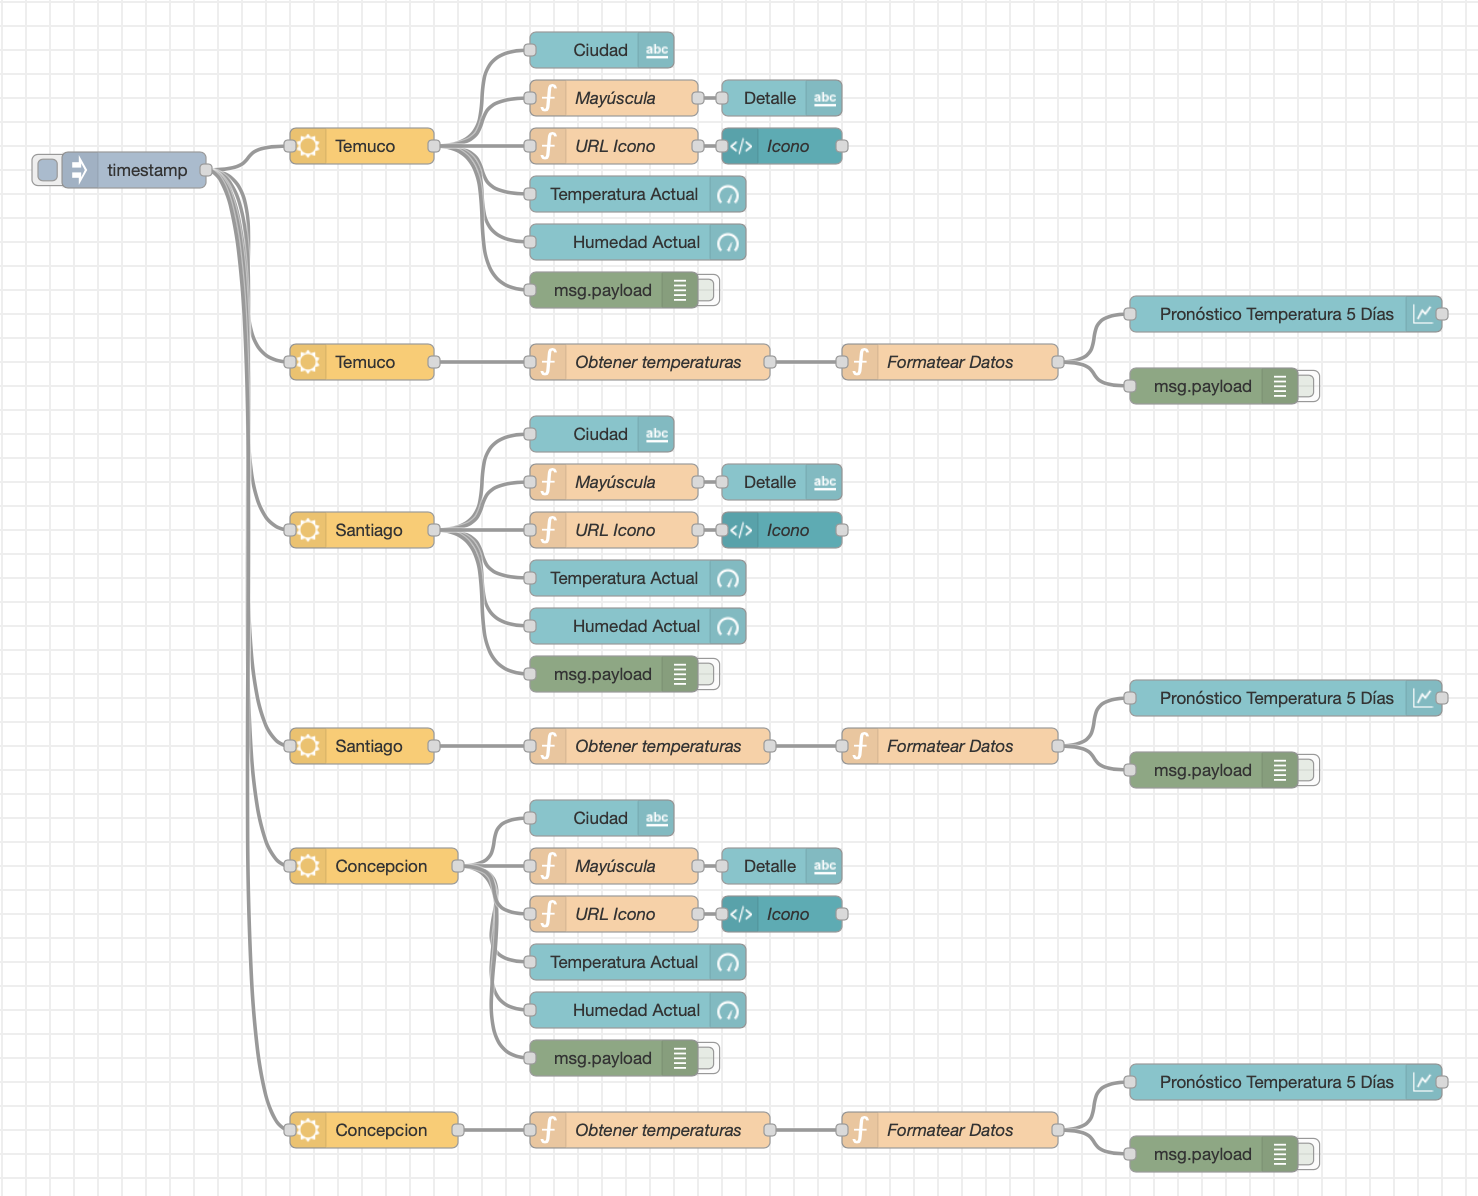 Ciudad abc
Mayúscula Detalle abc
timestamp Temuco URL Icono </> Icono
Temperatura Actual
Humedad Actual
msg.payload
Pronóstico Temperatura 5 Días
Temuco Obtener temperaturas Formatear Datos
msg.payload
Ciudad abc
Mayúscula Detalle abc
Santiago URL Icono </> Icono
Temperatura Actual
Humedad Actual
msg.payload
Pronóstico Temperatura 5 Días
Santiago Obtener temperaturas Formatear Datos
msg.payload
Ciudad abc
Concepcion Mayúscula Detalle abc
URL Icono </> Icono
Temperatura Actual
Humedad Actual
msg.payload
Pronóstico Temperatura 5 Días
Concepcion Obtener temperaturas Formatear Datos
msg.payload